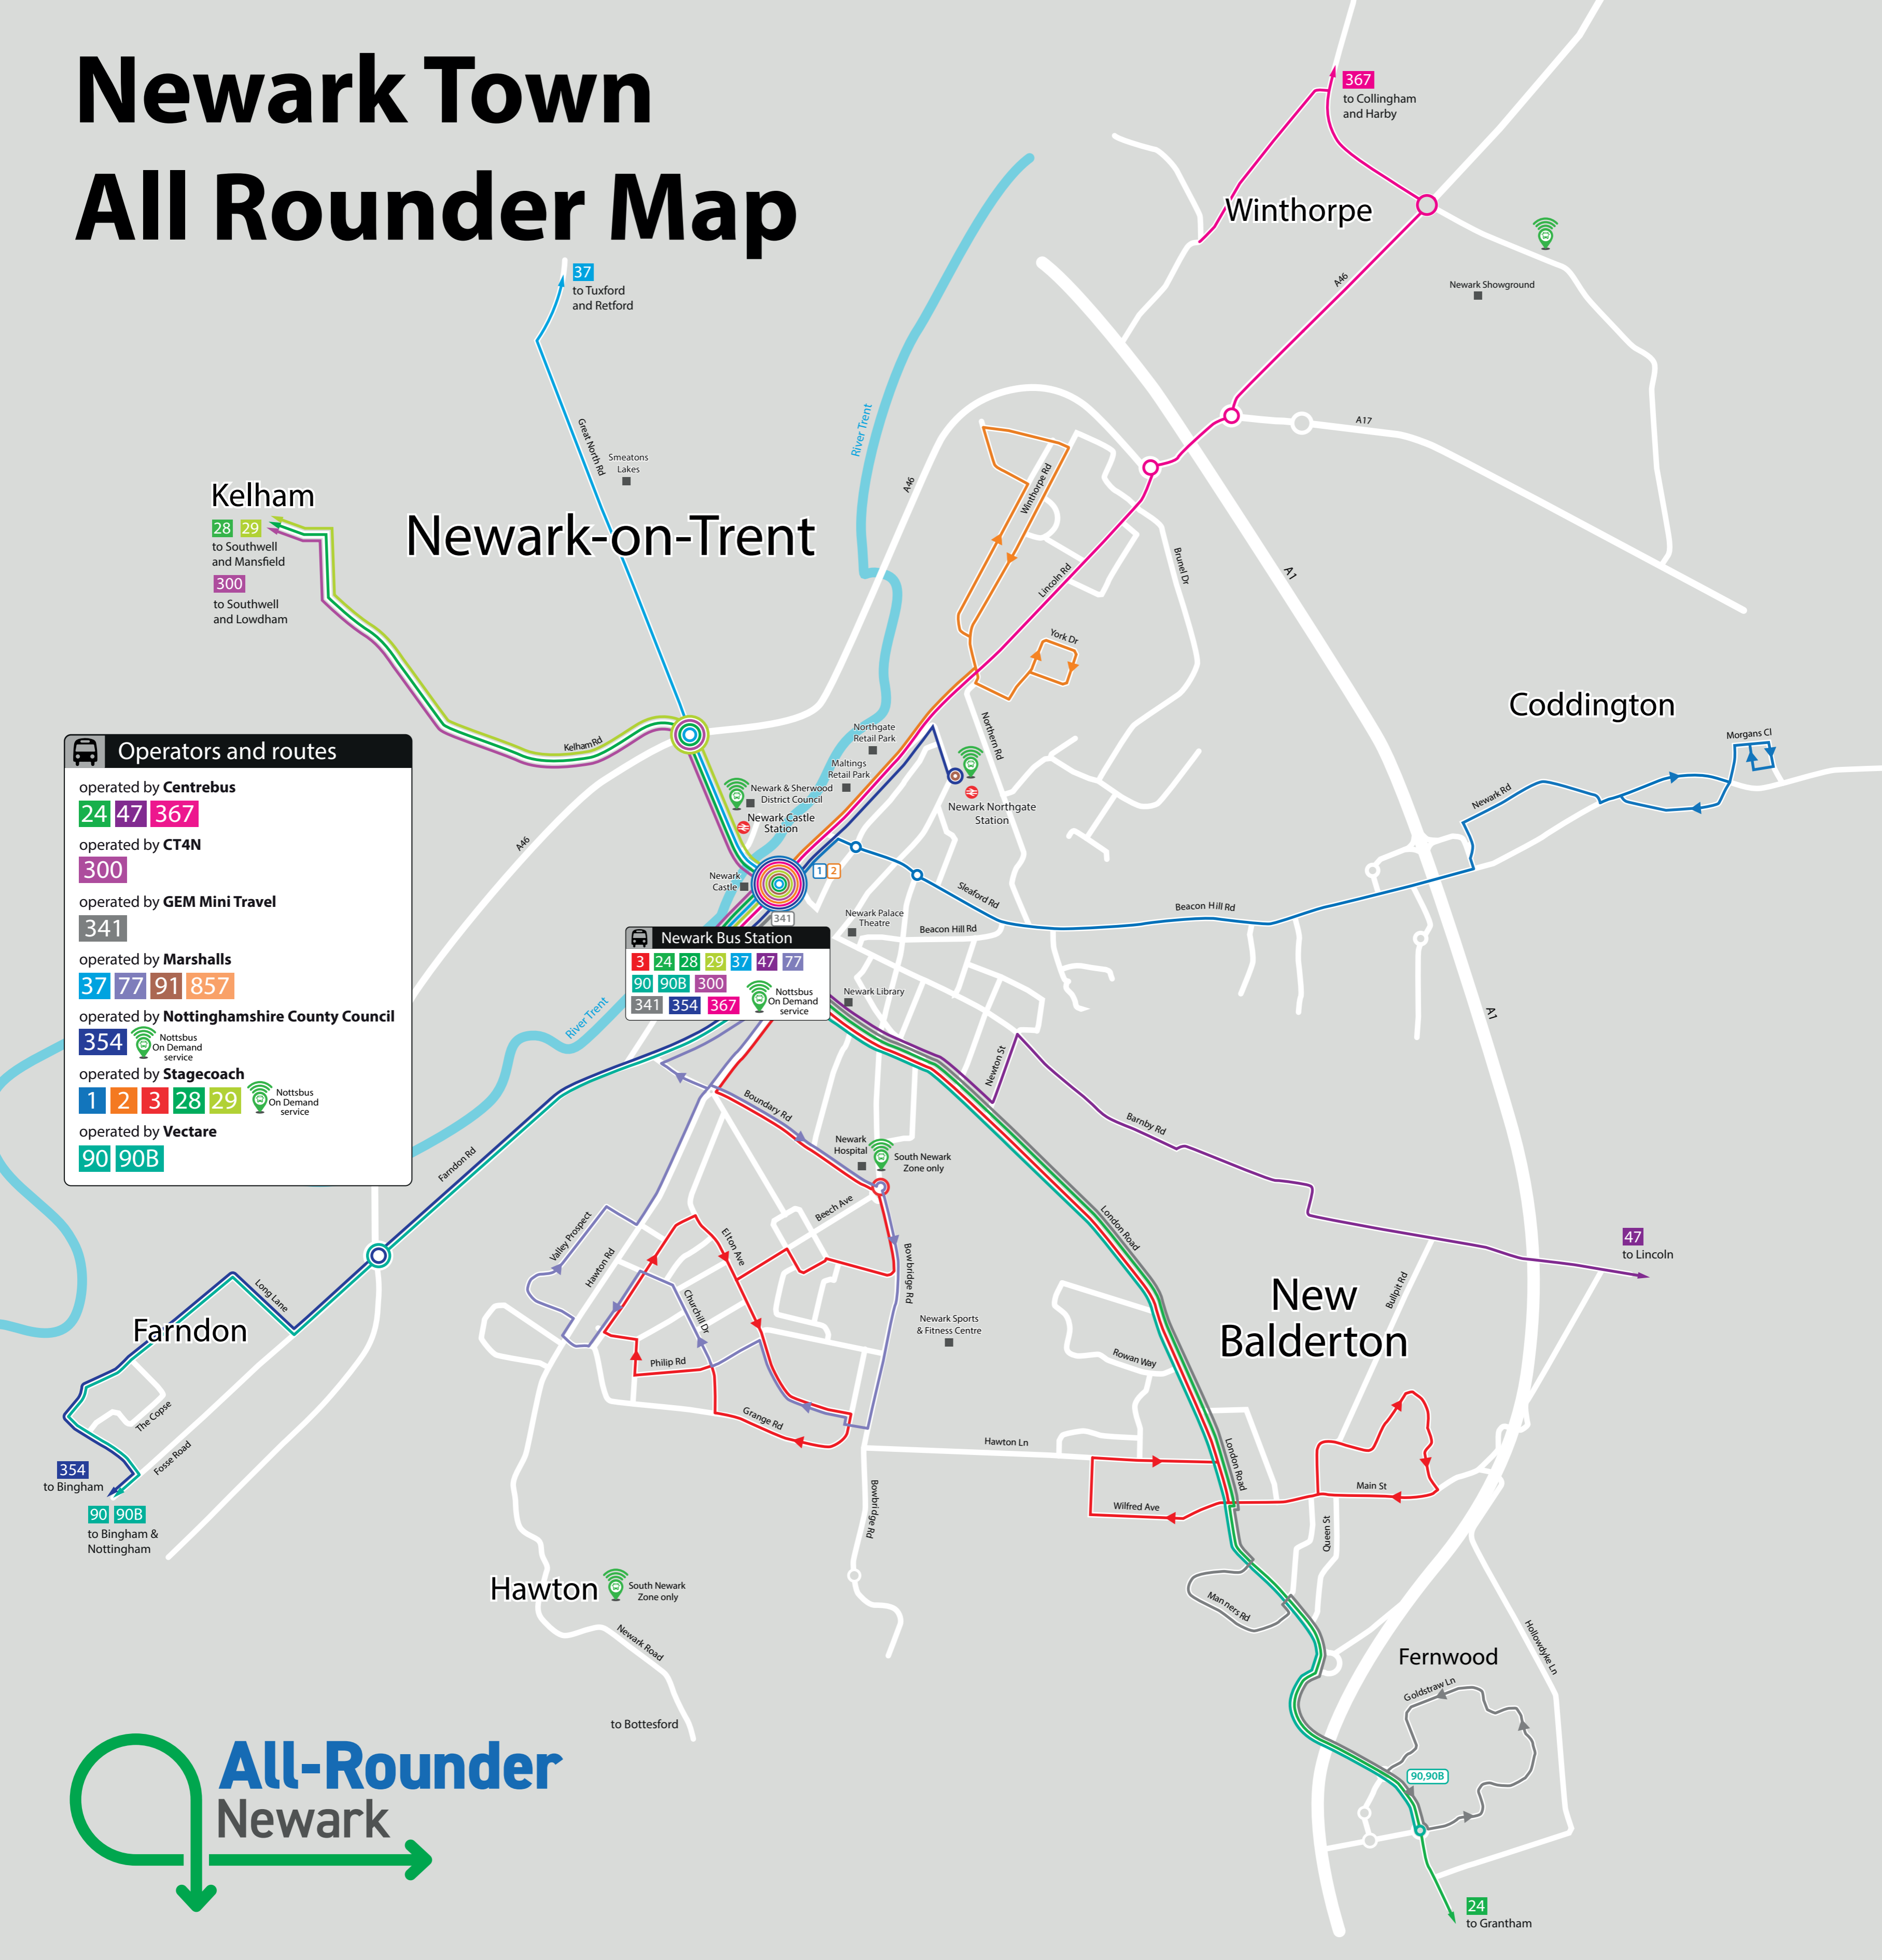 Newark Town
All Rounder Map
367
to Collingham
and Harby
Winthorpe
A46
Newark Showground
37
to Tuxford
and Retford
Great North Rd
Smeatons
Lakes
River Trent
A46
Winthorpe Rd
A17
Kelham
28 29
to Southwell
and Mansfield
300
to Southwell
and Lowdham
Newark-on-Trent
Lincoln Rd
Brunel Dr
A1
York Dr
Northern Rd
Coddington
Morgans Cl
Newark Rd
Kelham Rd
Northgate
Retail Park
Maltings
Retail Park
Newark & Sherwood
District Council
Newark Castle
Station
Newark Northgate
Station
A46
Newark
Castle
1 2
341
Sleaford Rd
Beacon Hill Rd
Newark Palace
Theatre
Beacon Hill Rd
Operators and routes
operated by Centrebus
24 47 367
operated by CT4N
300
operated by GEM Mini Travel
341
operated by Marshalls
37 77 91 857
operated by Nottinghamshire County Council
354
Nottsbus
On Demand
service
operated by Stagecoach
1 2 3 28 29
Nottsbus
On Demand
service
operated by Vectare
90 90B
Newark Bus Station
3 24 28 29 37 47 77
90 90B 300
341 354 367
Nottsbus
On Demand
service
Newark Library
River Trent
A1
Newton St
Boundary Rd
Barnby Rd
Newark
Hospital
South Newark
Zone only
Farndon Rd
Beech Ave
London Road
Valley Prospect
Hawton Rd
Elton Ave
Bowbridge Rd
47
to Lincoln
Long Lane
Farndon
Churchill Dr
Newark Sports
& Fitness Centre
New
Balderton
Bullpit Rd
Rowan Way
Philip Rd
The Copse
Grange Rd
Fosse Road
Hawton Ln
London Road
354
to Bingham
90 90B
to Bingham &
Nottingham
Bowbridge Rd
Wilfred Ave
Main St
Queen St
Hawton
South Newark
Zone only
Manners Rd
Newark Road
Hollowdyke Ln
Fernwood
Goldstraw Ln
to Bottesford
90,90B
All-Rounder
Newark
24
to Grantham